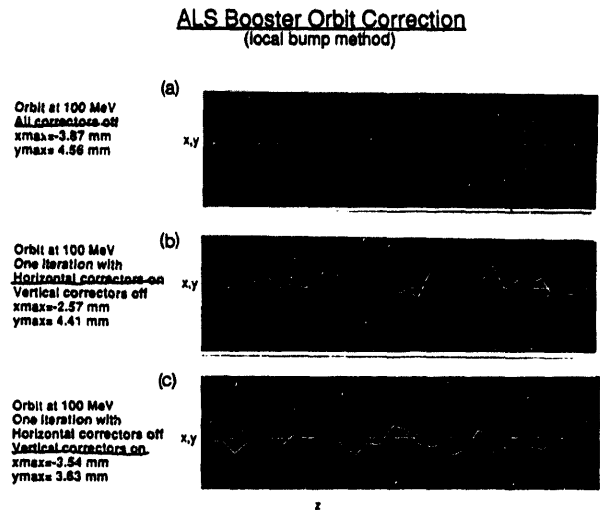 ALS Booster Orbit Correction
(local bump method)
(a)
Orbit at 100 MeV
All correctors off
xmax=-3.87 mm
ymax= 4.56 mm
x,y
(b)
Orbit at 100 MeV
One iteration with
Horizontal correctors on
Vertical correctors off
xmax=-2.57 mm
ymax= 4.41 mm
x,y
(c)
Orbit at 100 MeV
One iteration with
Horizontal correctors off
Vertical correctors on
xmax=-3.54 mm
ymax= 3.63 mm
x,y
z